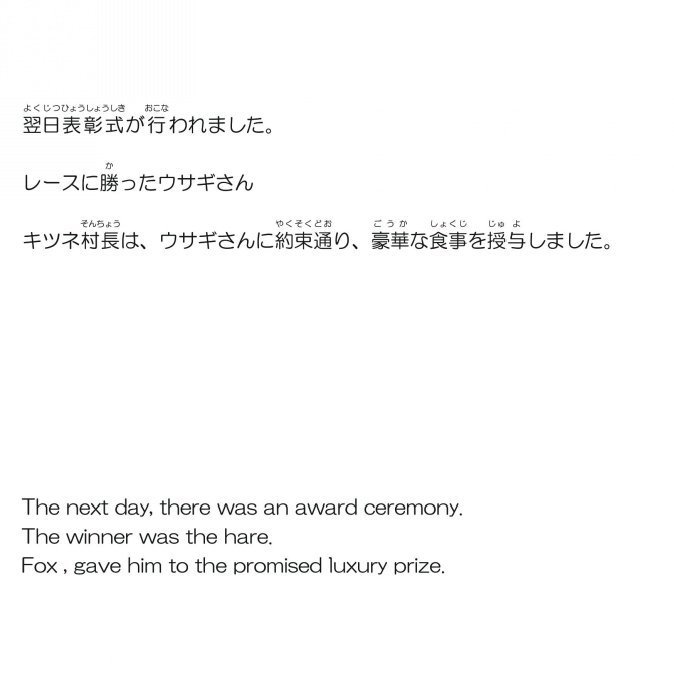 よくじつひょうしょうしき おこな
翌日表彰式が行われました。
か
レースに勝ったウサギさん
そんちょう やくそくどお ごうか しょくじ じゅよ
キツネ村長は、ウサギさんに約束通り、豪華な食事を授与しました。
The next day, there was an award ceremony.
The winner was the hare.
Fox , gave him to the promised luxury prize.